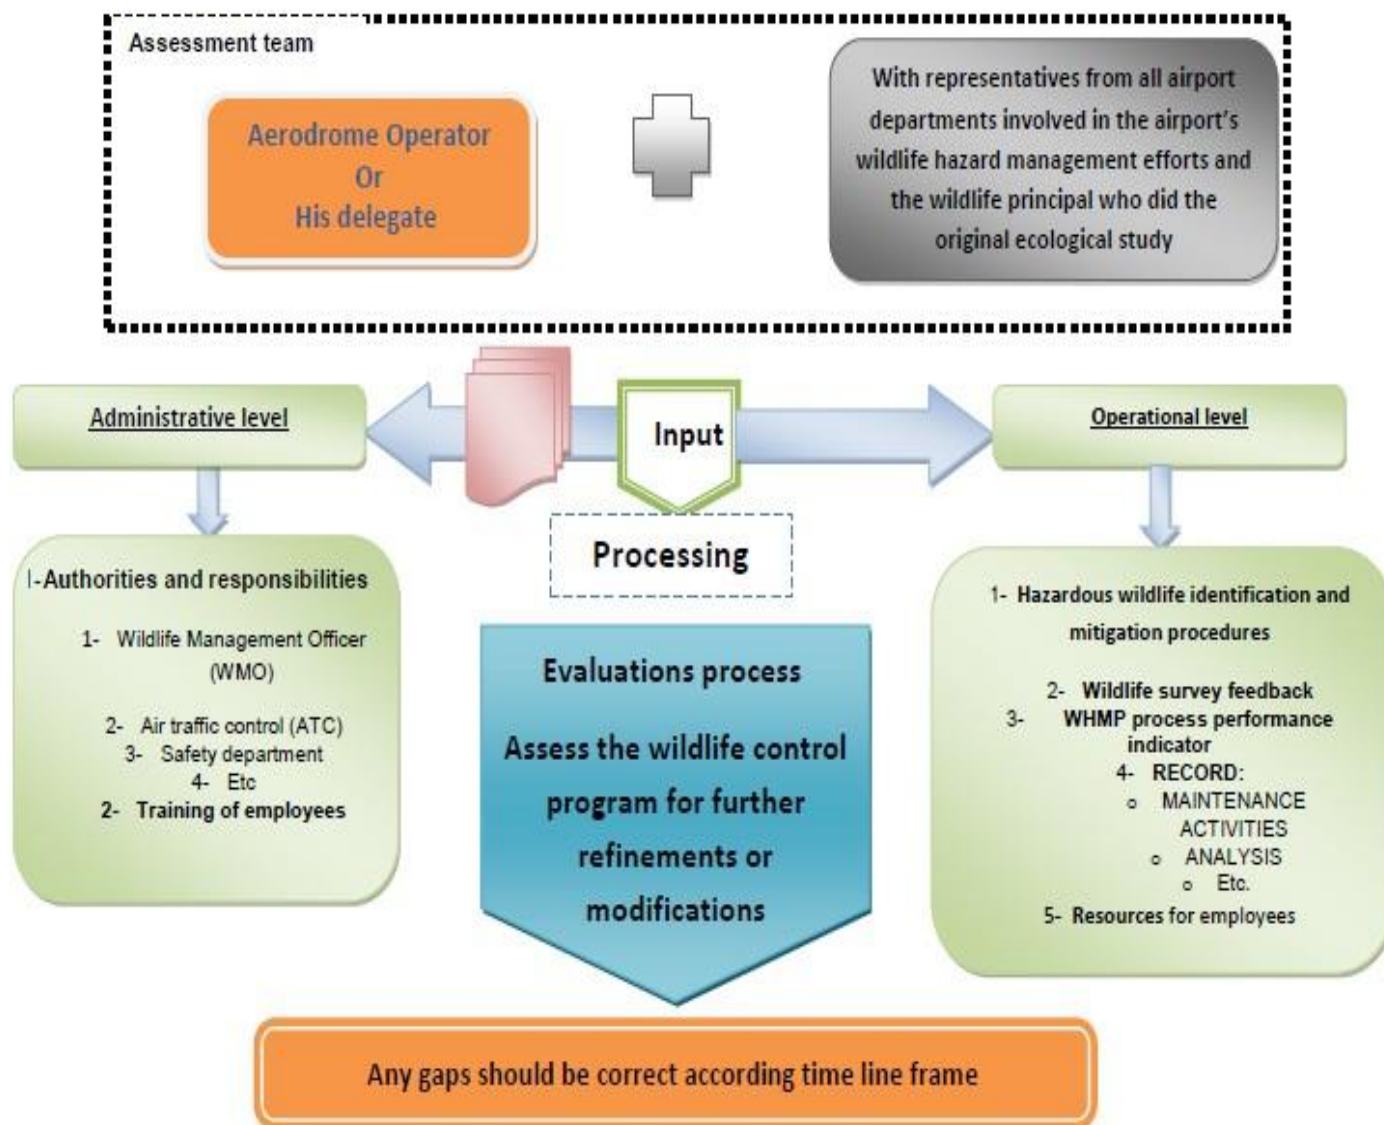 Assessment team
Aerodrome Operator
Or
His delegate
With representatives from all airport
departments involved in the airport's
wildlife hazard management efforts and
the wildlife principal who did the
original ecological study
Administrative level
Input
Operational level
Processing
I-Authorities and responsibilities
1- Wildlife Management Officer
(WMO)
2- Air traffic control (ATC)
3- Safety department
4- Etc
2- Training of employees
Evaluations process
Assess the wildlife control
program for further
refinements or
modifications
1- Hazardous wildlife identification and
mitigation procedures
2- Wildlife survey feedback
3- WHMP process performance
indicator
4- RECORD:
o MAINTENANCE
ACTIVITIES
o ANALYSIS
o Etc.
5- Resources for employees
Any gaps should be correct according time line frame